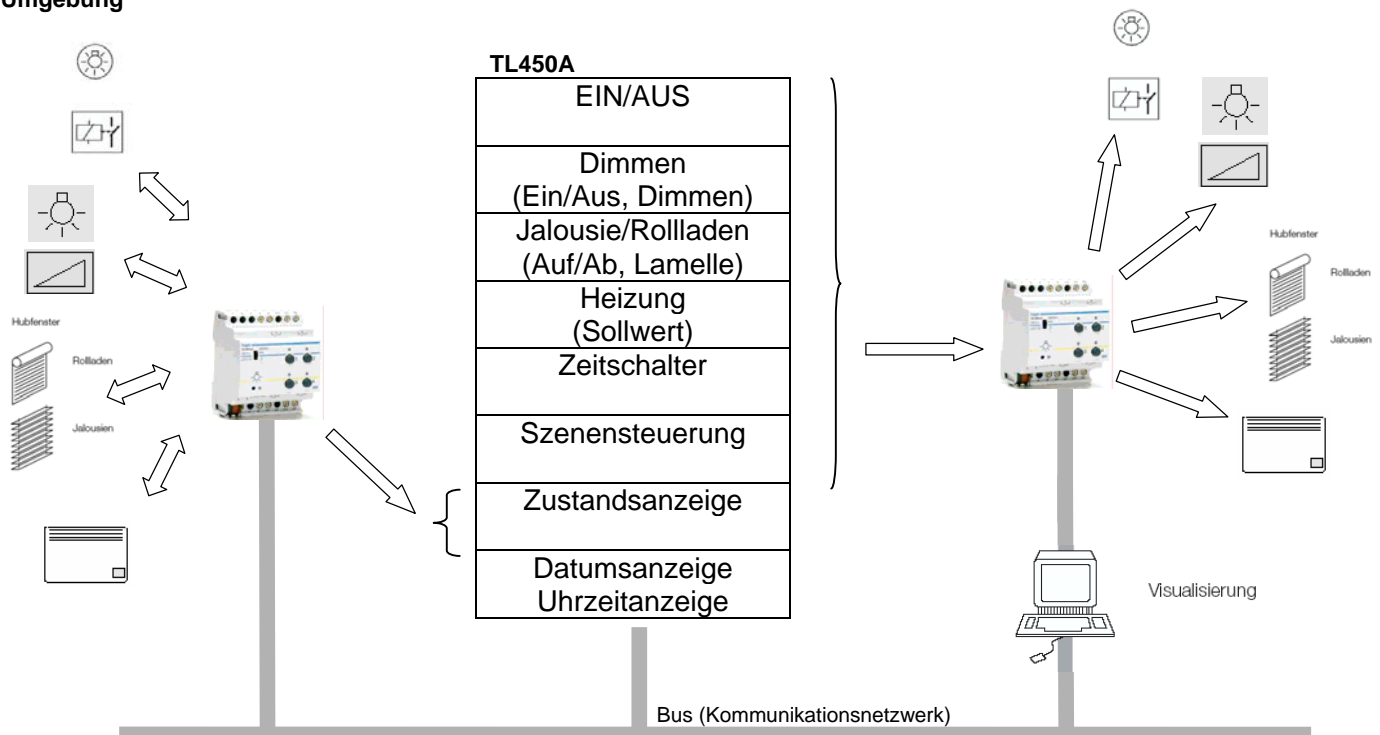 Umgebung
TL450A
EIN/AUS
Dimmen
(Ein/Aus, Dimmen)
Jalousie/Rollladen
(Auf/Ab, Lamelle)
Heizung
(Sollwert)
Zeitschalter
Szenensteuerung
Zustandsanzeige
Datumsanzeige
Uhrzeitanzeige
Hubfenster
Rollladen
Jalousien
Hubfenster
Rollladen
Jalousien
Visualisierung
Bus (Kommunikationsnetzwerk)